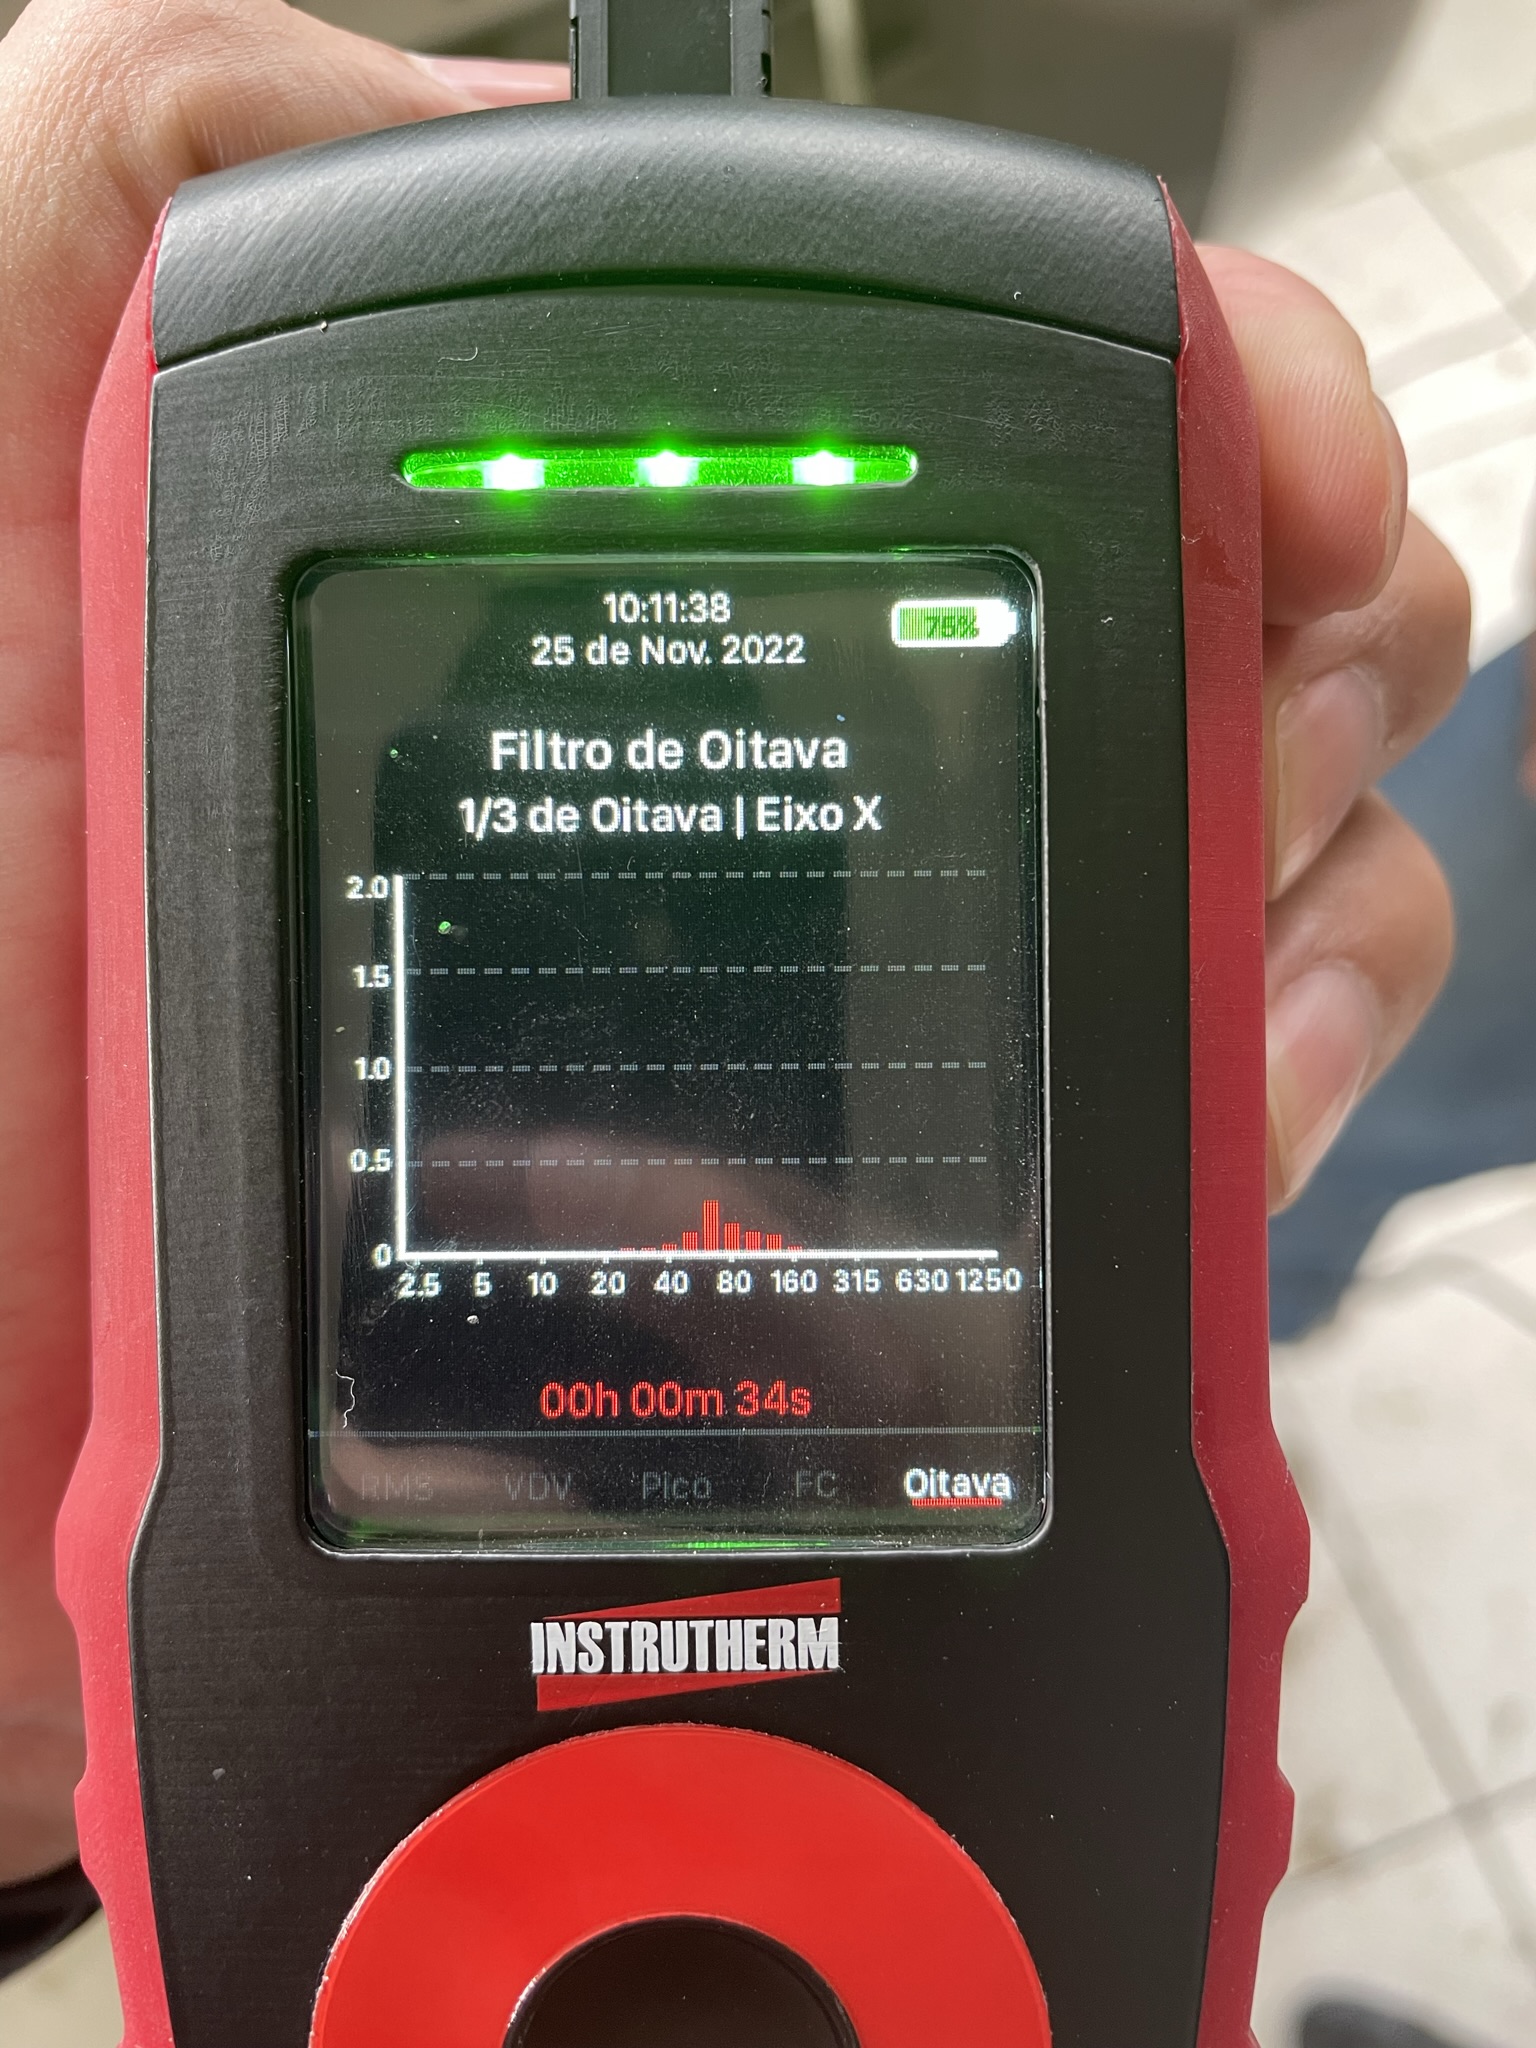 10:11:38
25 de Nov. 2022
75%
Filtro de Oitava
1/3 de Oitava | Eixo X
2.0
1.5
1.0
0.5
0
2.5 5 10 20 40 80 160 315 630 1250
00h 00m 34s
RMS VDV Pico FC Oitava
INSTRUTHERM